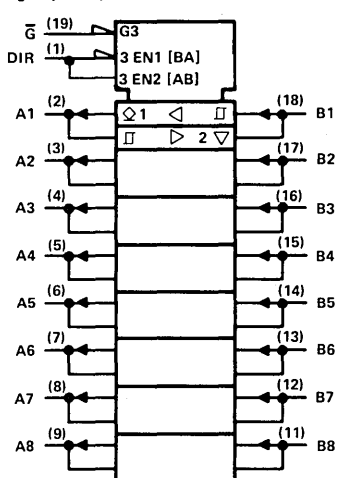 G̅ (19) G3
DIR (1) 3 EN1 [BA]
3 EN2 [AB]
A1 (2) 1 (18) B1
2
A2 (3) (17) B2
A3 (4) (16) B3
A4 (5) (15) B4
A5 (6) (14) B5
A6 (7) (13) B6
A7 (8) (12) B7
A8 (9) (11) B8